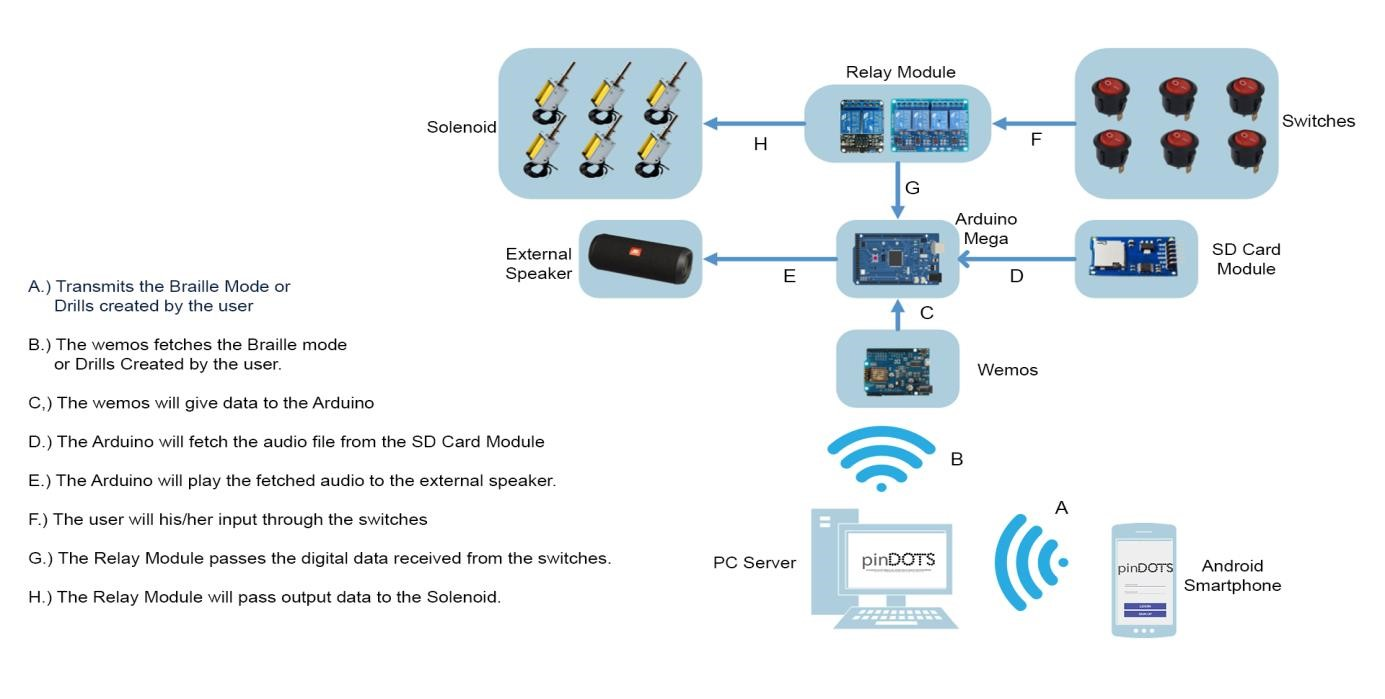 Relay Module
Solenoid
H
F
Switches
G
Arduino
Mega
External
Speaker
E
D
SD Card
Module
C
Wemos
B
A
PC Server
pinDOTS
pinDOTS
LOGIN
SIGN UP
Android
Smartphone
A.) Transmits the Braille Mode or
Drills created by the user
B.) The wemos fetches the Braille mode
or Drills Created by the user.
C,) The wemos will give data to the Arduino
D.) The Arduino will fetch the audio file from the SD Card Module
E.) The Arduino will play the fetched audio to the external speaker.
F.) The user will his/her input through the switches
G.) The Relay Module passes the digital data received from the switches.
H.) The Relay Module will pass output data to the Solenoid.